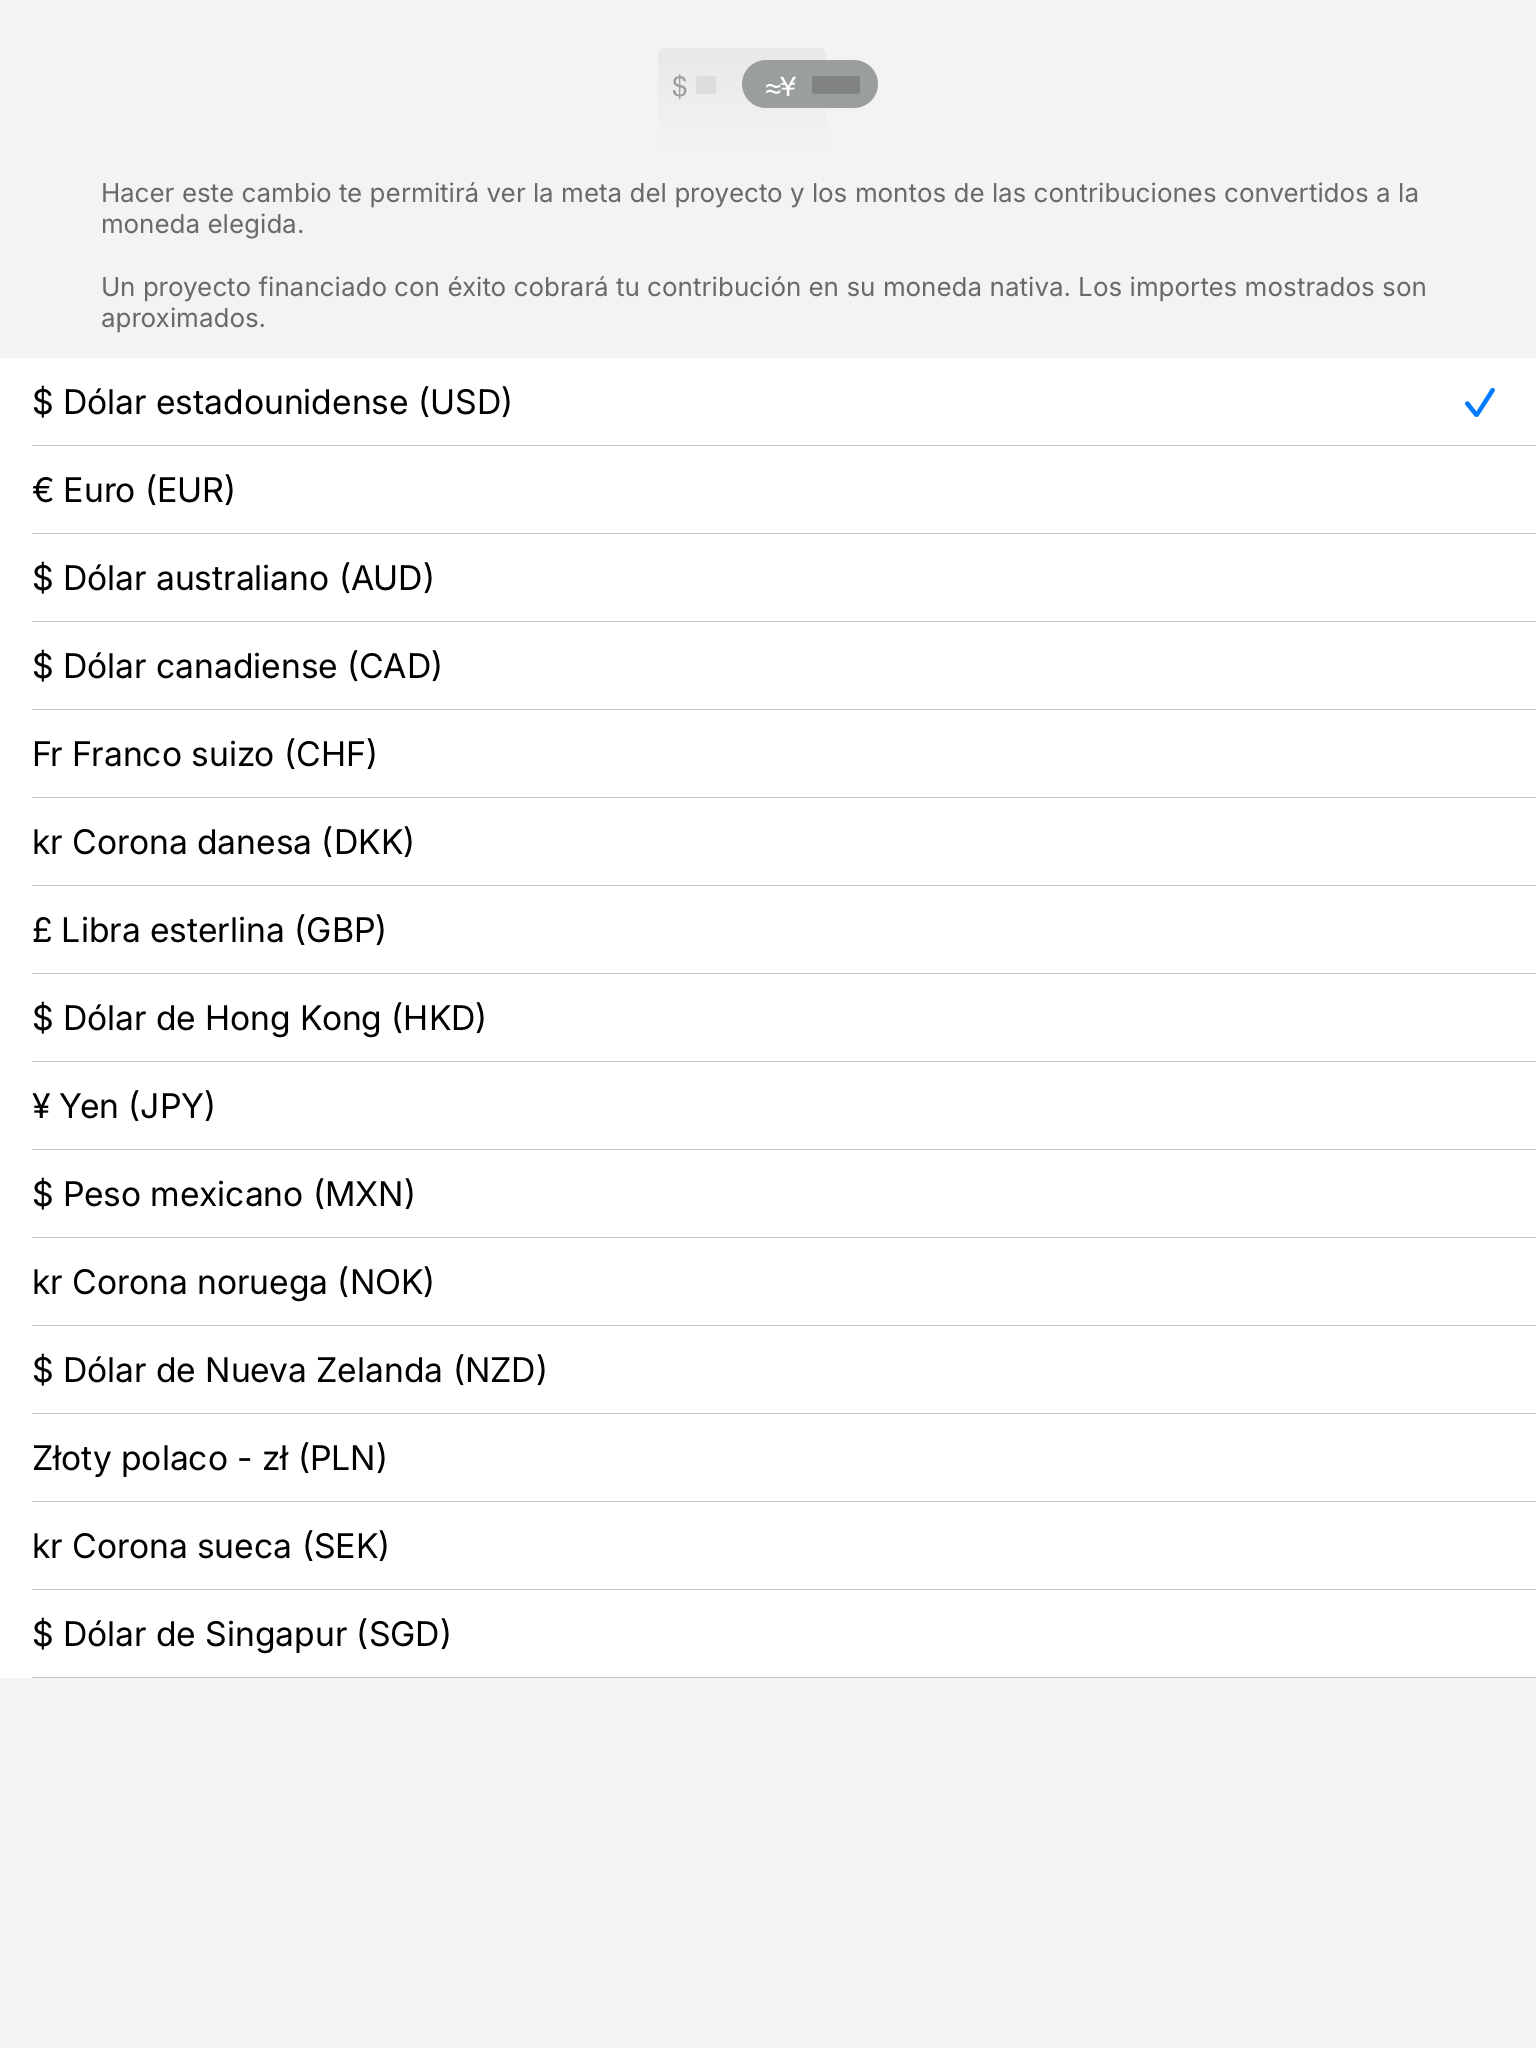 $ ≈¥
Hacer este cambio te permitirá ver la meta del proyecto y los montos de las contribuciones convertidos a la
moneda elegida.
Un proyecto financiado con éxito cobrará tu contribución en su moneda nativa. Los importes mostrados son
aproximados.
$ Dólar estadounidense (USD)
€ Euro (EUR)
$ Dólar australiano (AUD)
$ Dólar canadiense (CAD)
Fr Franco suizo (CHF)
kr Corona danesa (DKK)
£ Libra esterlina (GBP)
$ Dólar de Hong Kong (HKD)
¥ Yen (JPY)
$ Peso mexicano (MXN)
kr Corona noruega (NOK)
$ Dólar de Nueva Zelanda (NZD)
Złoty polaco - zł (PLN)
kr Corona sueca (SEK)
$ Dólar de Singapur (SGD)